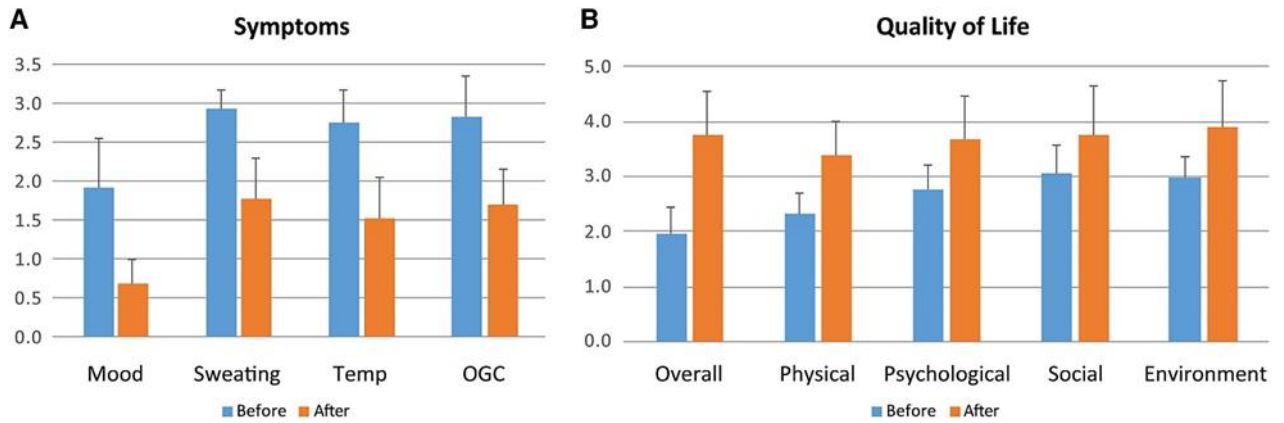 A
Symptoms
3.5
3.0
2.5
2.0
1.5
1.0
0.5
0.0
Mood Sweating Temp OGC
Before After
B
Quality of Life
5.0
4.0
3.0
2.0
1.0
0.0
Overall Physical Psychological Social Environment
Before After